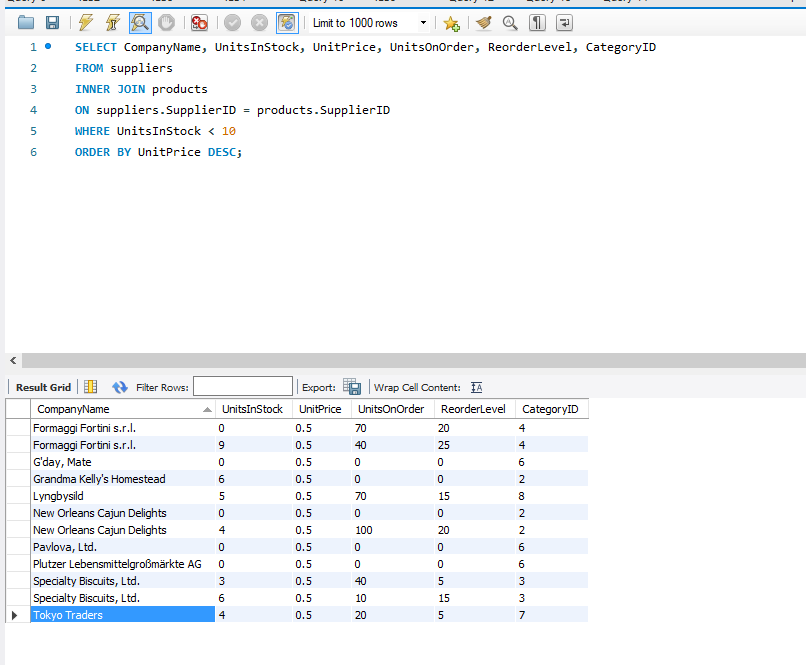 Limit to 1000 rows
1 SELECT CompanyName, UnitsInStock, UnitPrice, UnitsOnOrder, ReorderLevel, CategoryID
2 FROM suppliers
3 INNER JOIN products
4 ON suppliers.SupplierID = products.SupplierID
5 WHERE UnitsInStock < 10
6 ORDER BY UnitPrice DESC;
Result Grid Filter Rows: Export: Wrap Cell Content:
CompanyName UnitsInStock UnitPrice UnitsOnOrder ReorderLevel CategoryID
Formaggi Fortini s.r.l. 0 0.5 70 20 4
Formaggi Fortini s.r.l. 9 0.5 40 25 4
G'day, Mate 0 0.5 0 0 6
Grandma Kelly's Homestead 6 0.5 0 0 2
Lyngbysild 5 0.5 70 15 8
New Orleans Cajun Delights 0 0.5 0 0 2
New Orleans Cajun Delights 4 0.5 100 20 2
Pavlova, Ltd. 0 0.5 0 0 6
Plutzer Lebensmittelgroßmärkte AG 0 0.5 0 0 6
Specialty Biscuits, Ltd. 3 0.5 40 5 3
Specialty Biscuits, Ltd. 6 0.5 10 15 3
Tokyo Traders 4 0.5 20 5 7